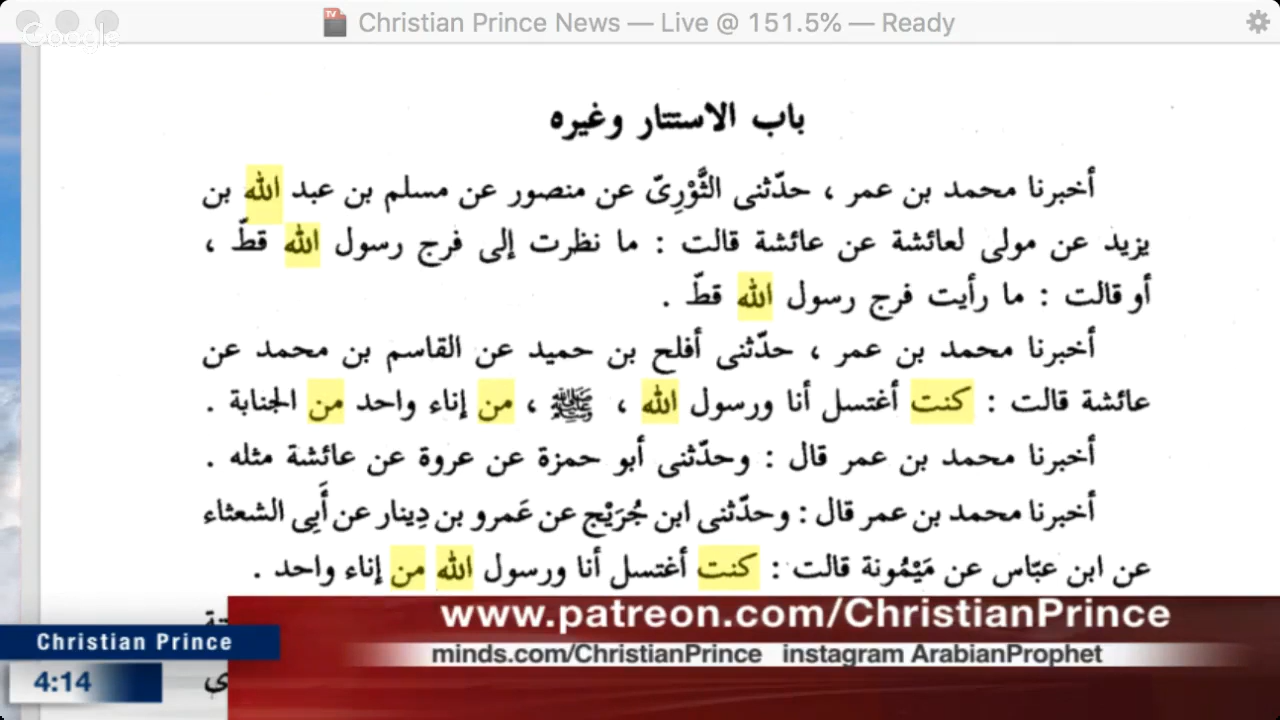 Christian Prince News — Live @ 151.5% — Ready
Google
باب الاستتار وغيره
أخبرنا محمد بن عمر ، حدّثنى الثَّوْرِىّ عن منصور عن مسلم بن عبد الله بن
يزيد عن مولى لعائشة عن عائشة قالت : ما نظرت إلى فرج رسول الله قطّ ،
أو قالت : ما رأيت فرج رسول الله قطّ .
أخبرنا محمد بن عمر ، حدّثنى أفلح بن حميد عن القاسم بن محمد عن
عائشة قالت : كنت أغتسل أنا ورسول الله ، ﷺ ، من إناء واحد من الجنابة .
أخبرنا محمد بن عمر قال : وحدّثنى أبو حمزة عن عروة عن عائشة مثله .
أخبرنا محمد بن عمر قال : وحدّثنى ابن جُرَيْج عن عَمرو بن دِينار عن أَبِى الشعثاء
عن ابن عبّاس عن مَيْمُونة قالت : كنت أغتسل أنا ورسول الله من إناء واحد .
www.patreon.com/ChristianPrince
Christian Prince
minds.com/ChristianPrince instagram ArabianProphet
4:14